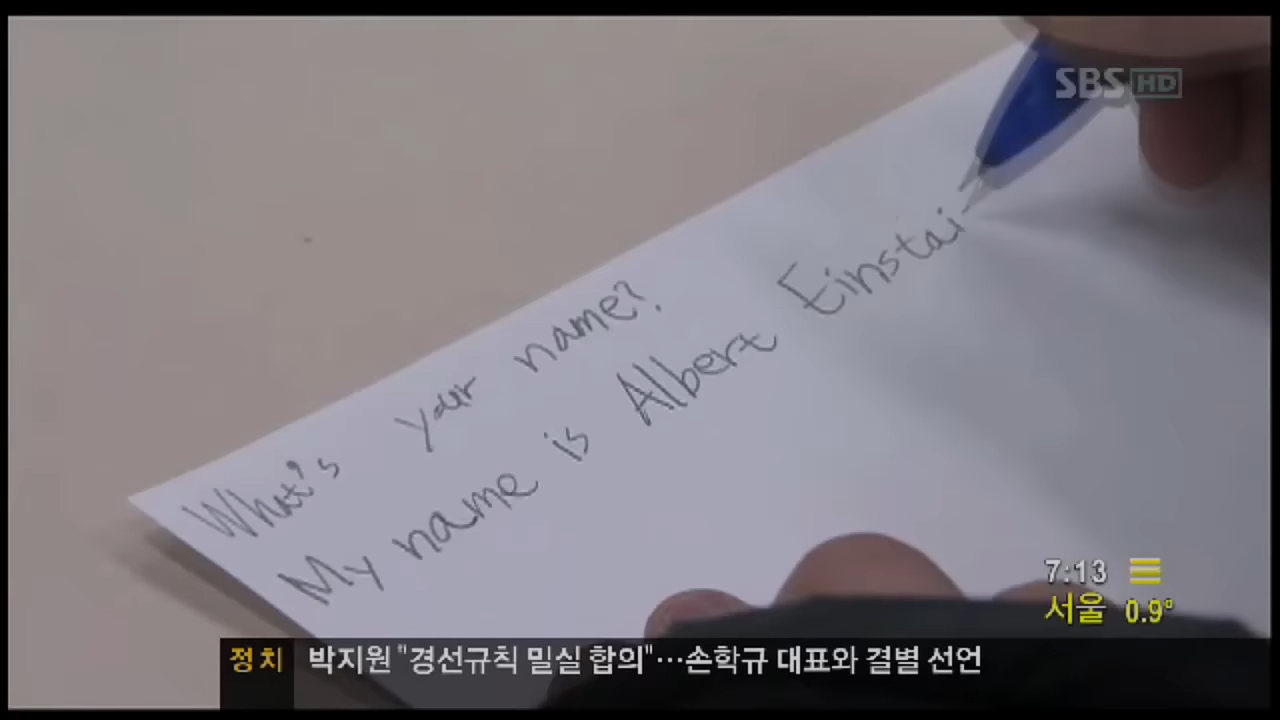 SBS HD
What's your name?
My name is Albert Einstai
7:13
서울 0.9°
정치 박지원 "경선규칙 밀실 합의"…손학규 대표와 결별 선언